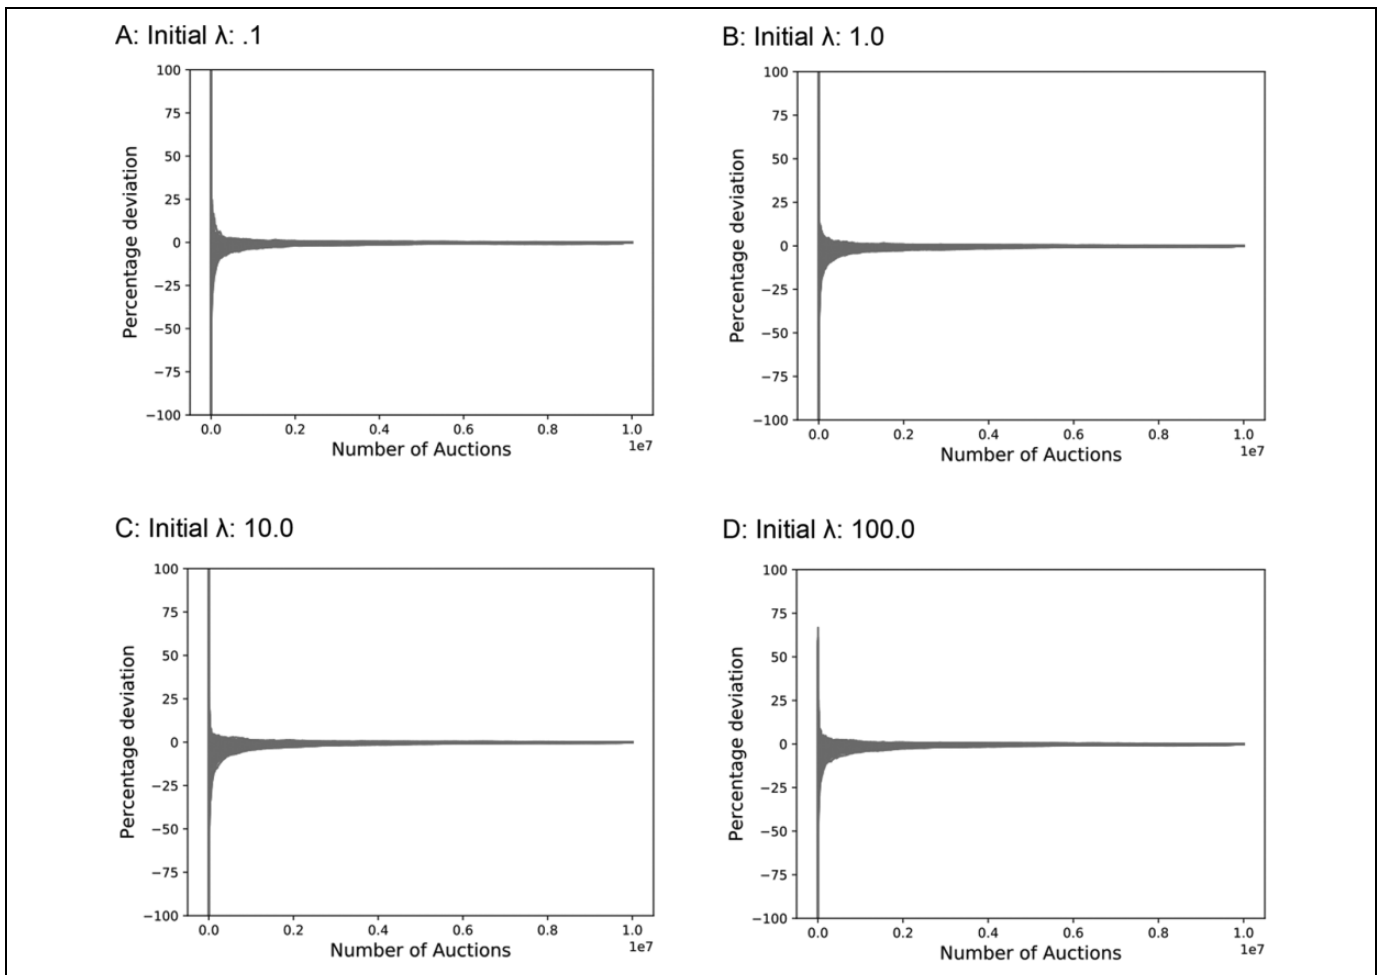 A: Initial λ: .1
100
75
50
25
0
−25
−50
−75
−100
Percentage deviation
0.0 0.2 0.4 0.6 0.8 1.0
1e7
Number of Auctions
B: Initial λ: 1.0
100
75
50
25
0
−25
−50
−75
−100
Percentage deviation
0.0 0.2 0.4 0.6 0.8 1.0
1e7
Number of Auctions
C: Initial λ: 10.0
100
75
50
25
0
−25
−50
−75
−100
Percentage deviation
0.0 0.2 0.4 0.6 0.8 1.0
1e7
Number of Auctions
D: Initial λ: 100.0
100
75
50
25
0
−25
−50
−75
−100
Percentage deviation
0.0 0.2 0.4 0.6 0.8 1.0
1e7
Number of Auctions